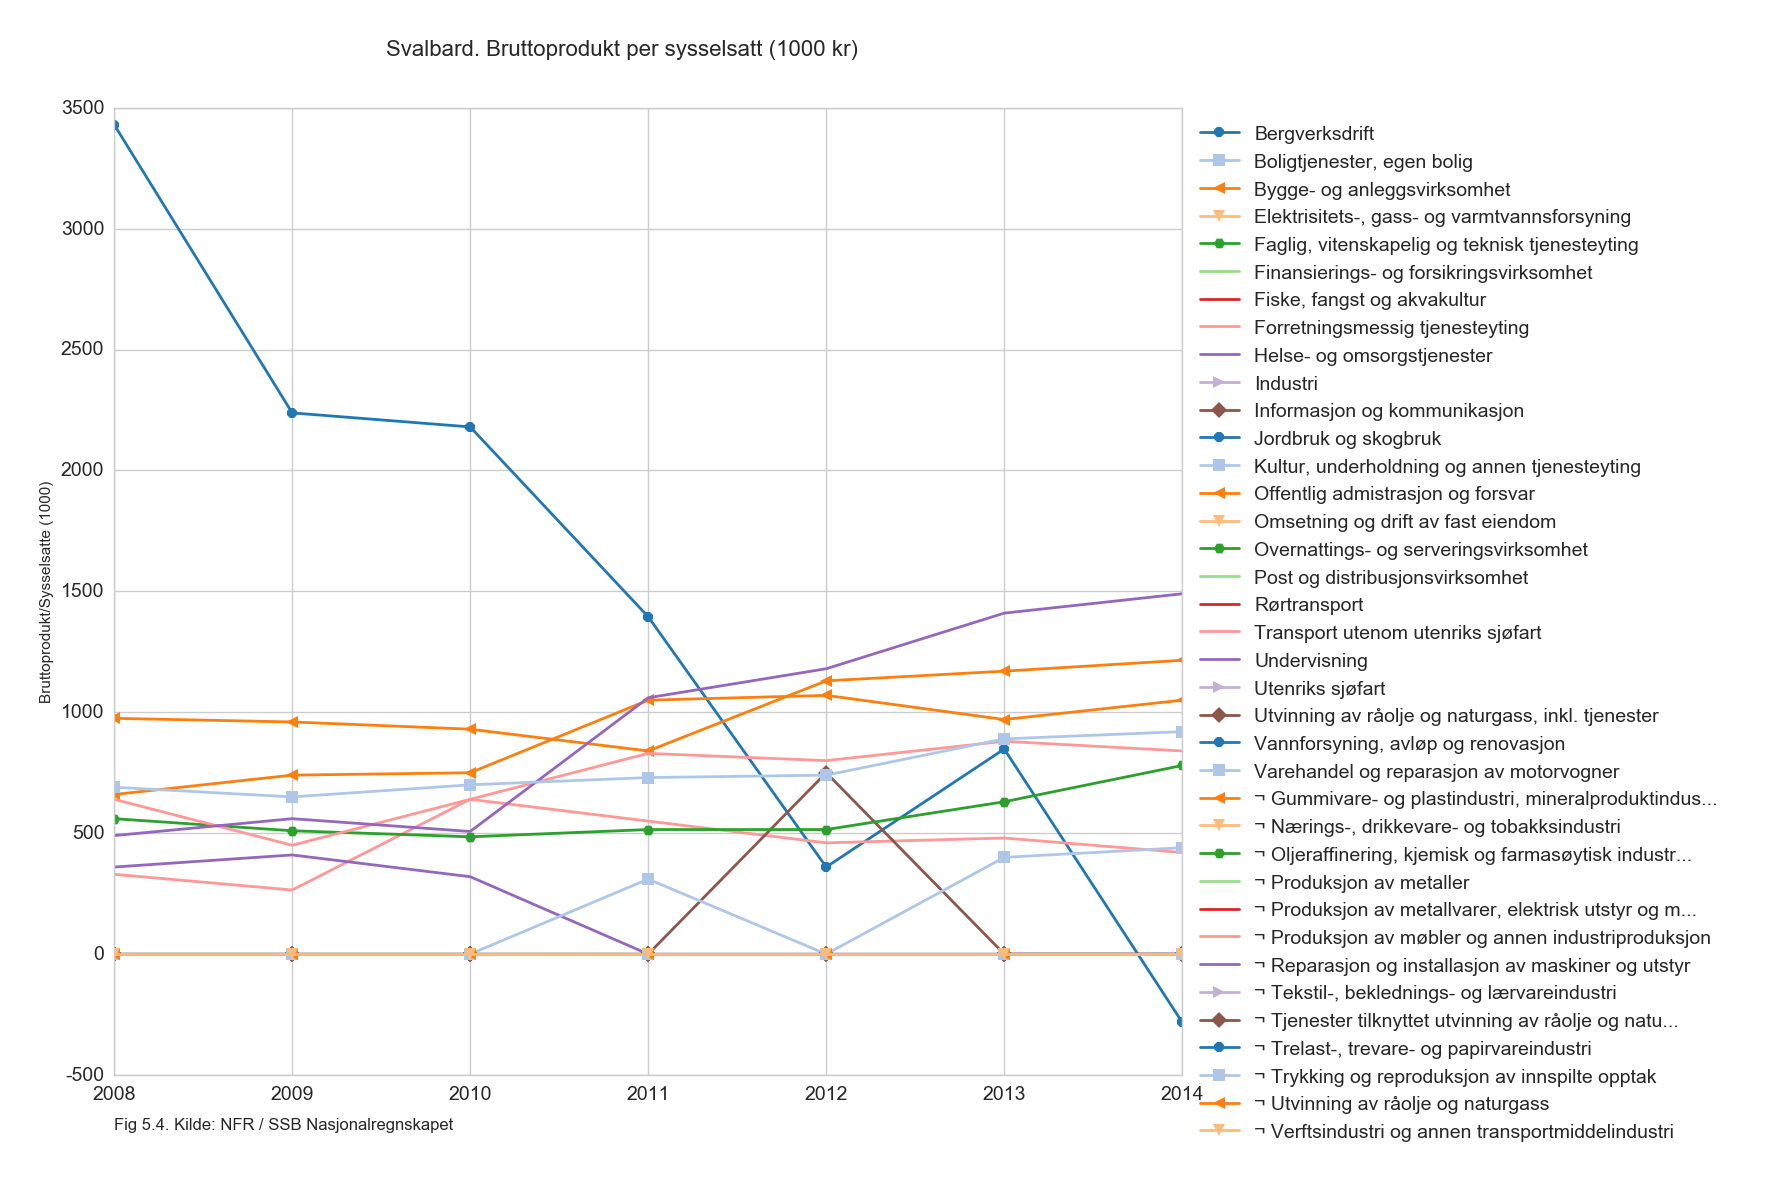 Svalbard. Bruttoprodukt per sysselsatt (1000 kr)
3500
3000
2500
2000
1500
1000
500
0
-500
Bruttoprodukt/Sysselsatte (1000)
2008
2009
2010
2011
2012
2013
2014
Fig 5.4. Kilde: NFR / SSB Nasjonalregnskapet
Bergverksdrift
Boligtjenester, egen bolig
Bygge- og anleggsvirksomhet
Elektrisitets-, gass- og varmtvannsforsyning
Faglig, vitenskapelig og teknisk tjenesteyting
Finansierings- og forsikringsvirksomhet
Fiske, fangst og akvakultur
Forretningsmessig tjenesteyting
Helse- og omsorgstjenester
Industri
Informasjon og kommunikasjon
Jordbruk og skogbruk
Kultur, underholdning og annen tjenesteyting
Offentlig admistrasjon og forsvar
Omsetning og drift av fast eiendom
Overnattings- og serveringsvirksomhet
Post og distribusjonsvirksomhet
Rørtransport
Transport utenom utenriks sjøfart
Undervisning
Utenriks sjøfart
Utvinning av råolje og naturgass, inkl. tjenester
Vannforsyning, avløp og renovasjon
Varehandel og reparasjon av motorvogner
¬ Gummivare- og plastindustri, mineralproduktindus...
¬ Nærings-, drikkevare- og tobakksindustri
¬ Oljeraffinering, kjemisk og farmasøytisk industr...
¬ Produksjon av metaller
¬ Produksjon av metallvarer, elektrisk utstyr og m...
¬ Produksjon av møbler og annen industriproduksjon
¬ Reparasjon og installasjon av maskiner og utstyr
¬ Tekstil-, beklednings- og lærvareindustri
¬ Tjenester tilknyttet utvinning av råolje og natu...
¬ Trelast-, trevare- og papirvareindustri
¬ Trykking og reproduksjon av innspilte opptak
¬ Utvinning av råolje og naturgass
¬ Verftsindustri og annen transportmiddelindustri